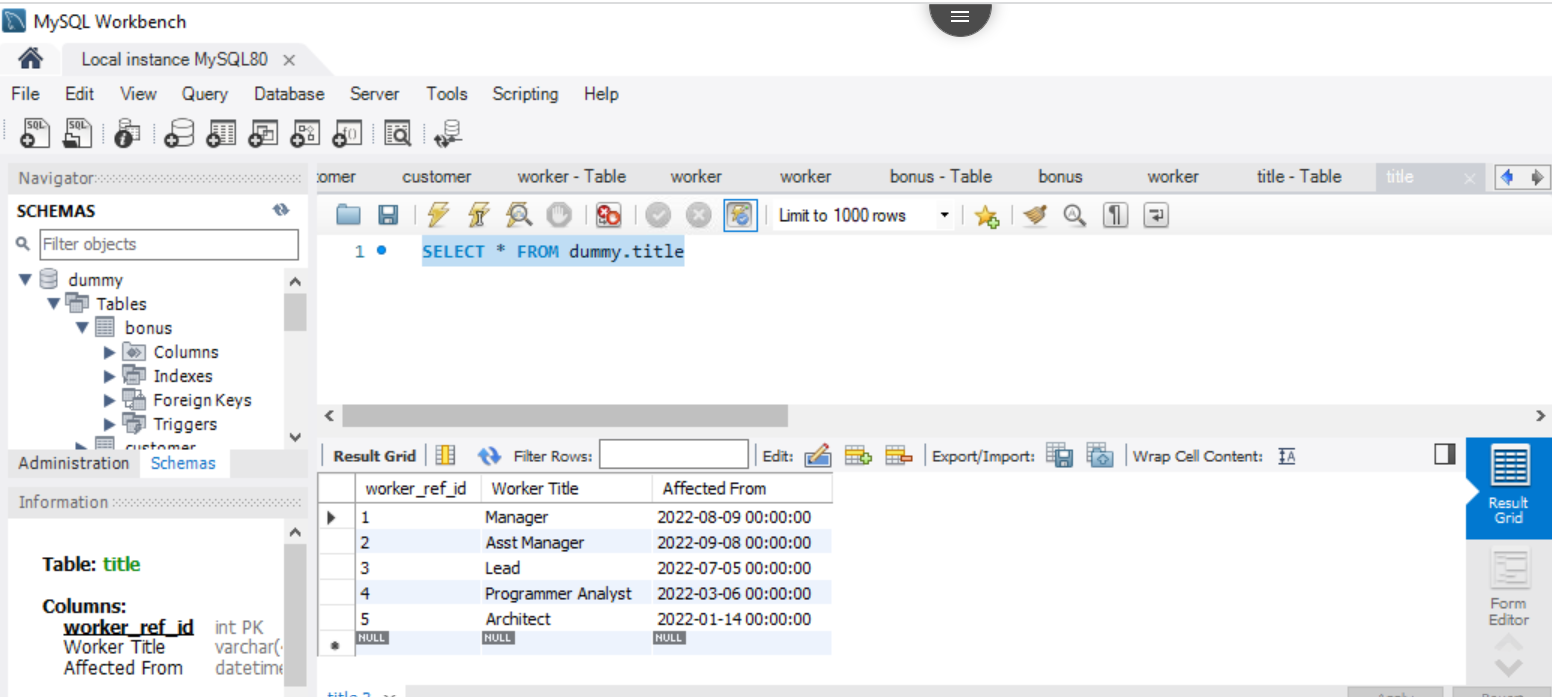 MySQL Workbench
Local instance MySQL80
File Edit View Query Database Server Tools Scripting Help
Navigator
SCHEMAS
Filter objects
dummy
Tables
bonus
Columns
Indexes
Foreign Keys
Triggers
customer
Administration Schemas
Information
Table: title
Columns:
worker_ref_id int PK
Worker Title varchar(
Affected From datetime
tomer customer worker - Table worker worker bonus - Table bonus worker title - Table title
Limit to 1000 rows
1 SELECT * FROM dummy.title
Result Grid Filter Rows: Edit: Export/Import: Wrap Cell Content:
worker_ref_id Worker Title Affected From
1 Manager 2022-08-09 00:00:00
2 Asst Manager 2022-09-08 00:00:00
3 Lead 2022-07-05 00:00:00
4 Programmer Analyst 2022-03-06 00:00:00
5 Architect 2022-01-14 00:00:00
NULL NULL NULL
Result
Grid
Form
Editor
title 2
Apply Revert